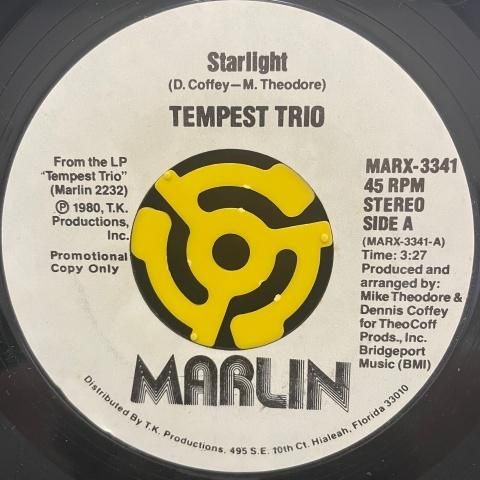 Starlight
(D. Coffey—M. Theodore)
TEMPEST TRIO
From the LP
"Tempest Trio"
(Marlin 2232)
Ⓟ 1980, T.K.
Productions,
Inc.
Promotional
Copy Only
MARX-3341
45 RPM
STEREO
SIDE A
(MARX-3341-A)
Time: 3:27
Produced and
arranged by:
Mike Theodore &
Dennis Coffey
for TheoCoff
Prods., Inc.
Bridgeport
Music (BMI)
MARLIN
Distributed By T.K. Productions, 495 S.E. 10th Ct. Hialeah, Florida 33010